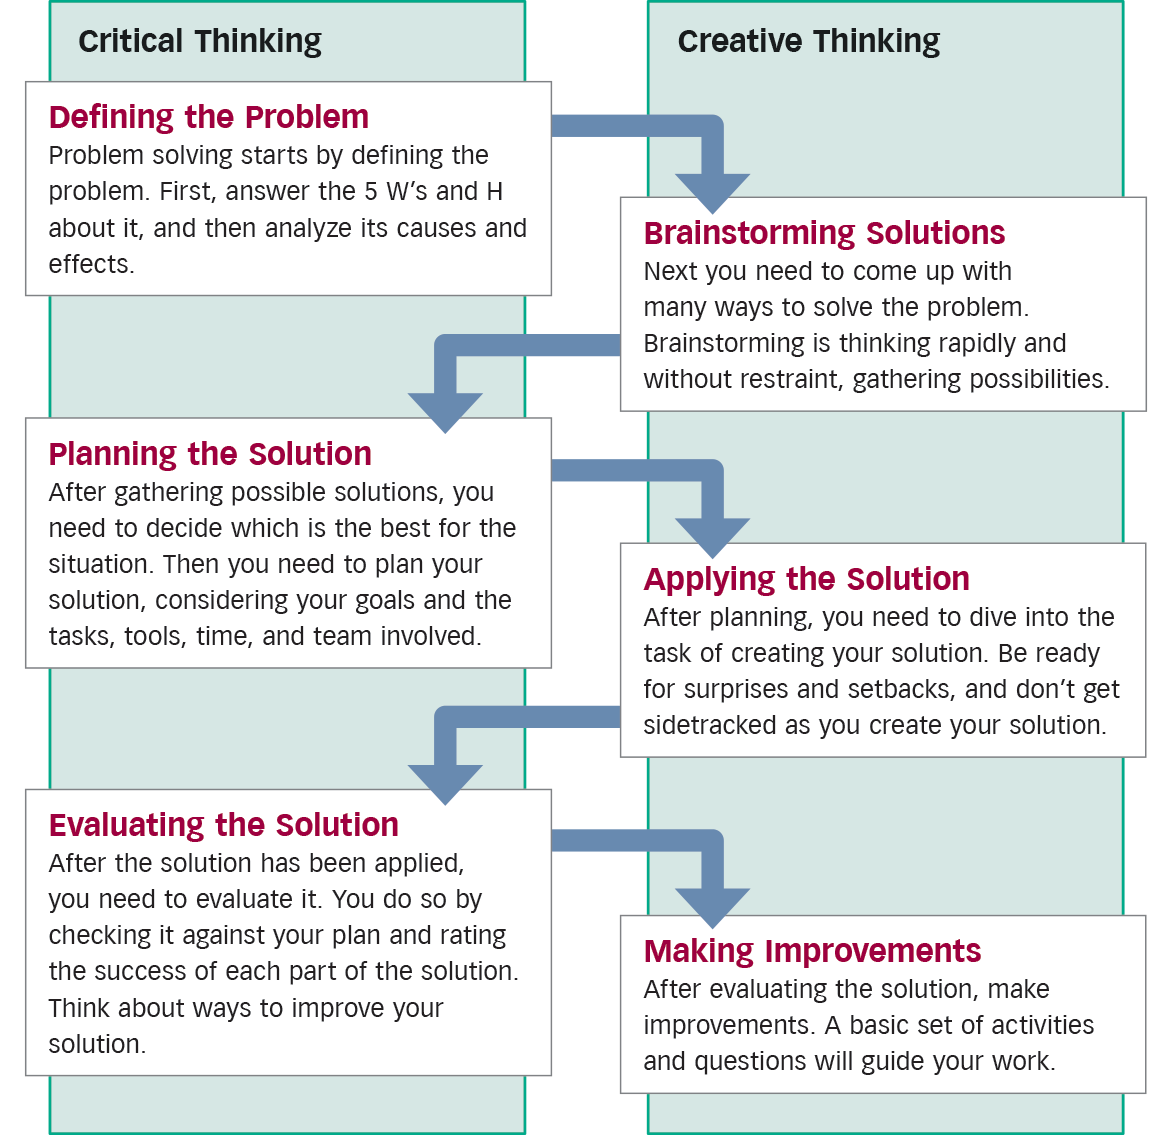 Critical Thinking
Creative Thinking
Defining the Problem
Problem solving starts by defining the
problem. First, answer the 5 W’s and H
about it, and then analyze its causes and
effects.
Brainstorming Solutions
Next you need to come up with
many ways to solve the problem.
Brainstorming is thinking rapidly and
without restraint, gathering possibilities.
Planning the Solution
After gathering possible solutions, you
need to decide which is the best for the
situation. Then you need to plan your
solution, considering your goals and the
tasks, tools, time, and team involved.
Applying the Solution
After planning, you need to dive into the
task of creating your solution. Be ready
for surprises and setbacks, and don’t get
sidetracked as you create your solution.
Evaluating the Solution
After the solution has been applied,
you need to evaluate it. You do so by
checking it against your plan and rating
the success of each part of the solution.
Think about ways to improve your
solution.
Making Improvements
After evaluating the solution, make
improvements. A basic set of activities
and questions will guide your work.